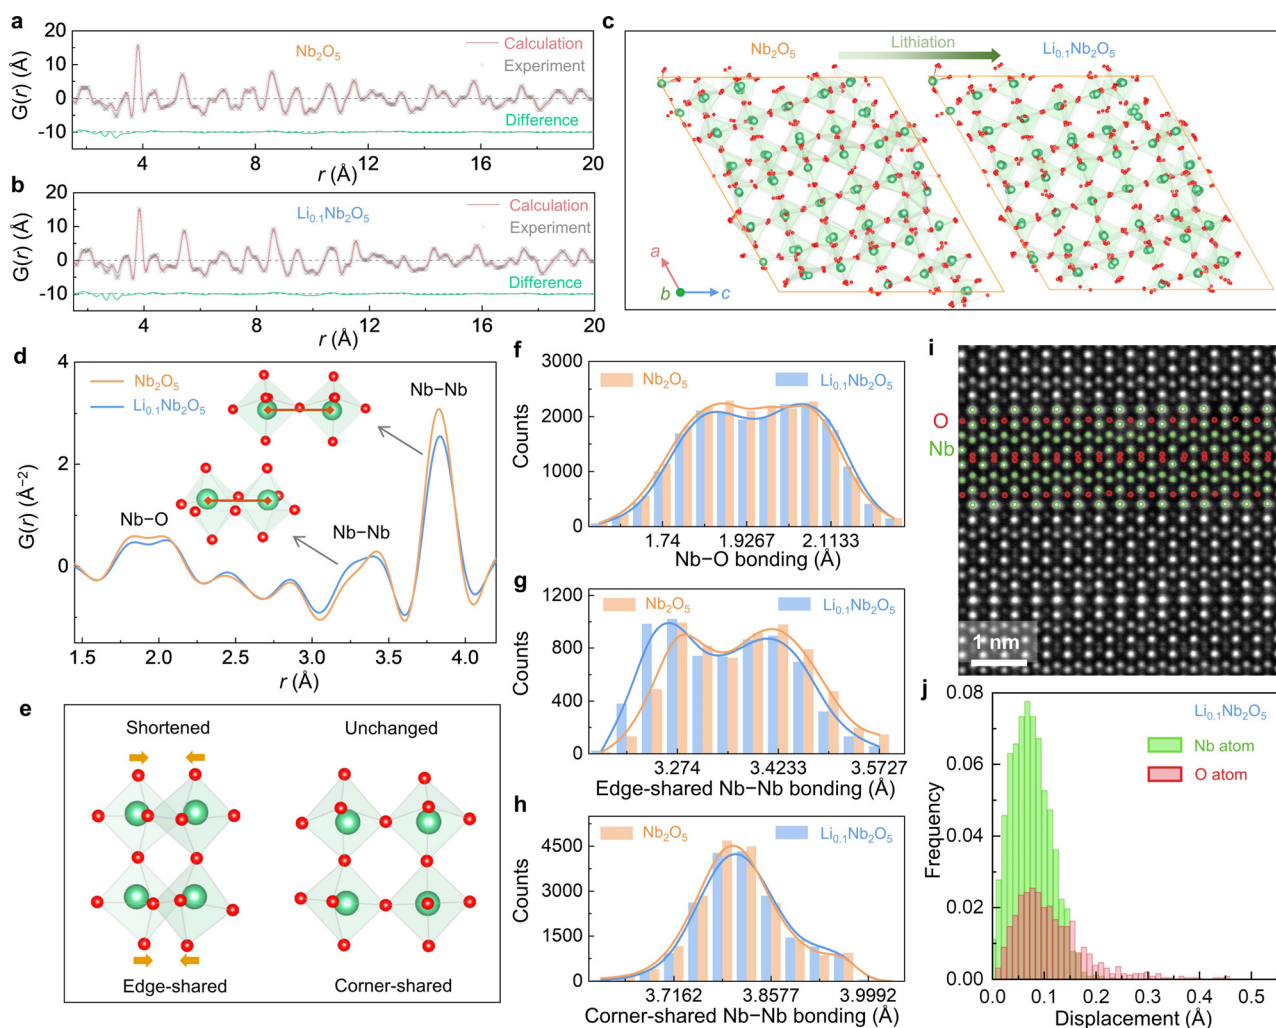 a
20
10
0
-10
G(r) (Å)
Nb₂O₅
Calculation
Experiment
Difference
4 8 12 16 20
r (Å)
b
20
10
0
-10
G(r) (Å)
Li₀.₁Nb₂O₅
Calculation
Experiment
Difference
4 8 12 16 20
r (Å)
c
Nb₂O₅
Lithiation
Li₀.₁Nb₂O₅
a
b
c
d
4
2
0
G(r) (Å⁻²)
Nb₂O₅
Li₀.₁Nb₂O₅
Nb−Nb
Nb−O
Nb−Nb
1.5 2.0 2.5 3.0 3.5 4.0
r (Å)
e
Shortened
Unchanged
Edge-shared
Corner-shared
f
3000
2000
1000
0
Counts
Nb₂O₅
Li₀.₁Nb₂O₅
1.74 1.9267 2.1133
Nb−O bonding (Å)
g
1200
800
400
0
Counts
Nb₂O₅
Li₀.₁Nb₂O₅
3.274 3.4233 3.5727
Edge-shared Nb−Nb bonding (Å)
h
4500
3000
1500
0
Counts
Nb₂O₅
Li₀.₁Nb₂O₅
3.7162 3.8577 3.9992
Corner-shared Nb−Nb bonding (Å)
i
O
Nb
1 nm
j
0.08
0.06
0.04
0.02
0.00
Frequency
Li₀.₁Nb₂O₅
Nb atom
O atom
0.0 0.1 0.2 0.3 0.4 0.5
Displacement (Å)